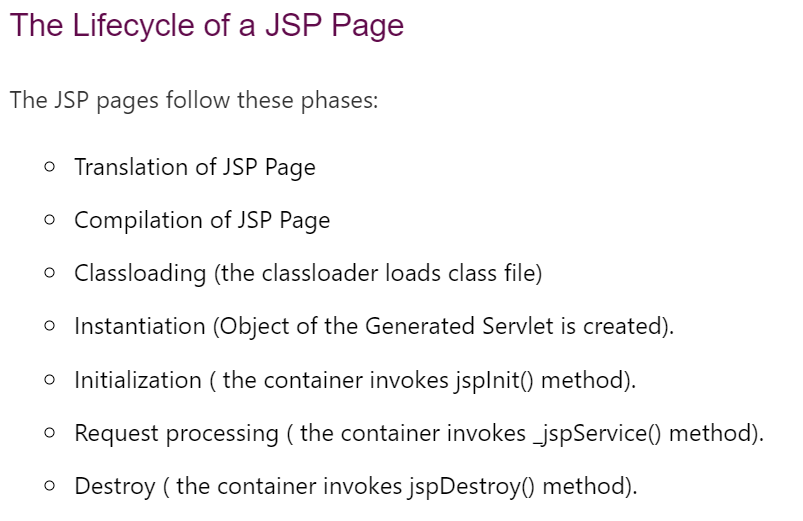 The Lifecycle of a JSP Page
The JSP pages follow these phases:
Translation of JSP Page
Compilation of JSP Page
Classloading (the classloader loads class file)
Instantiation (Object of the Generated Servlet is created).
Initialization ( the container invokes jspInit() method).
Request processing ( the container invokes _jspService() method).
Destroy ( the container invokes jspDestroy() method).